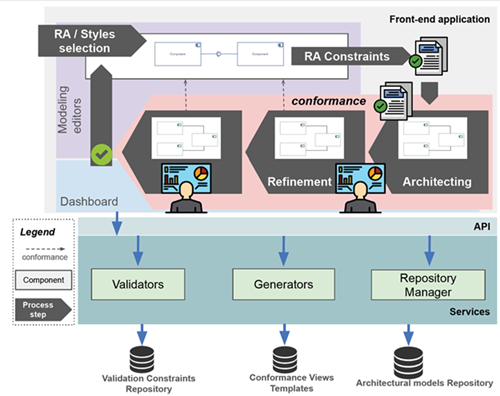 Front-end application
RA / Styles
selection
Component
Component
RA Constraints
Modeling
editors
conformance
Refinement
Architecting
Dashboard
API
Legend
conformance
Component
Process
step
Validators
Generators
Repository
Manager
Services
Validation Constraints
Repository
Conformance Views
Templates
Architectural models Repository